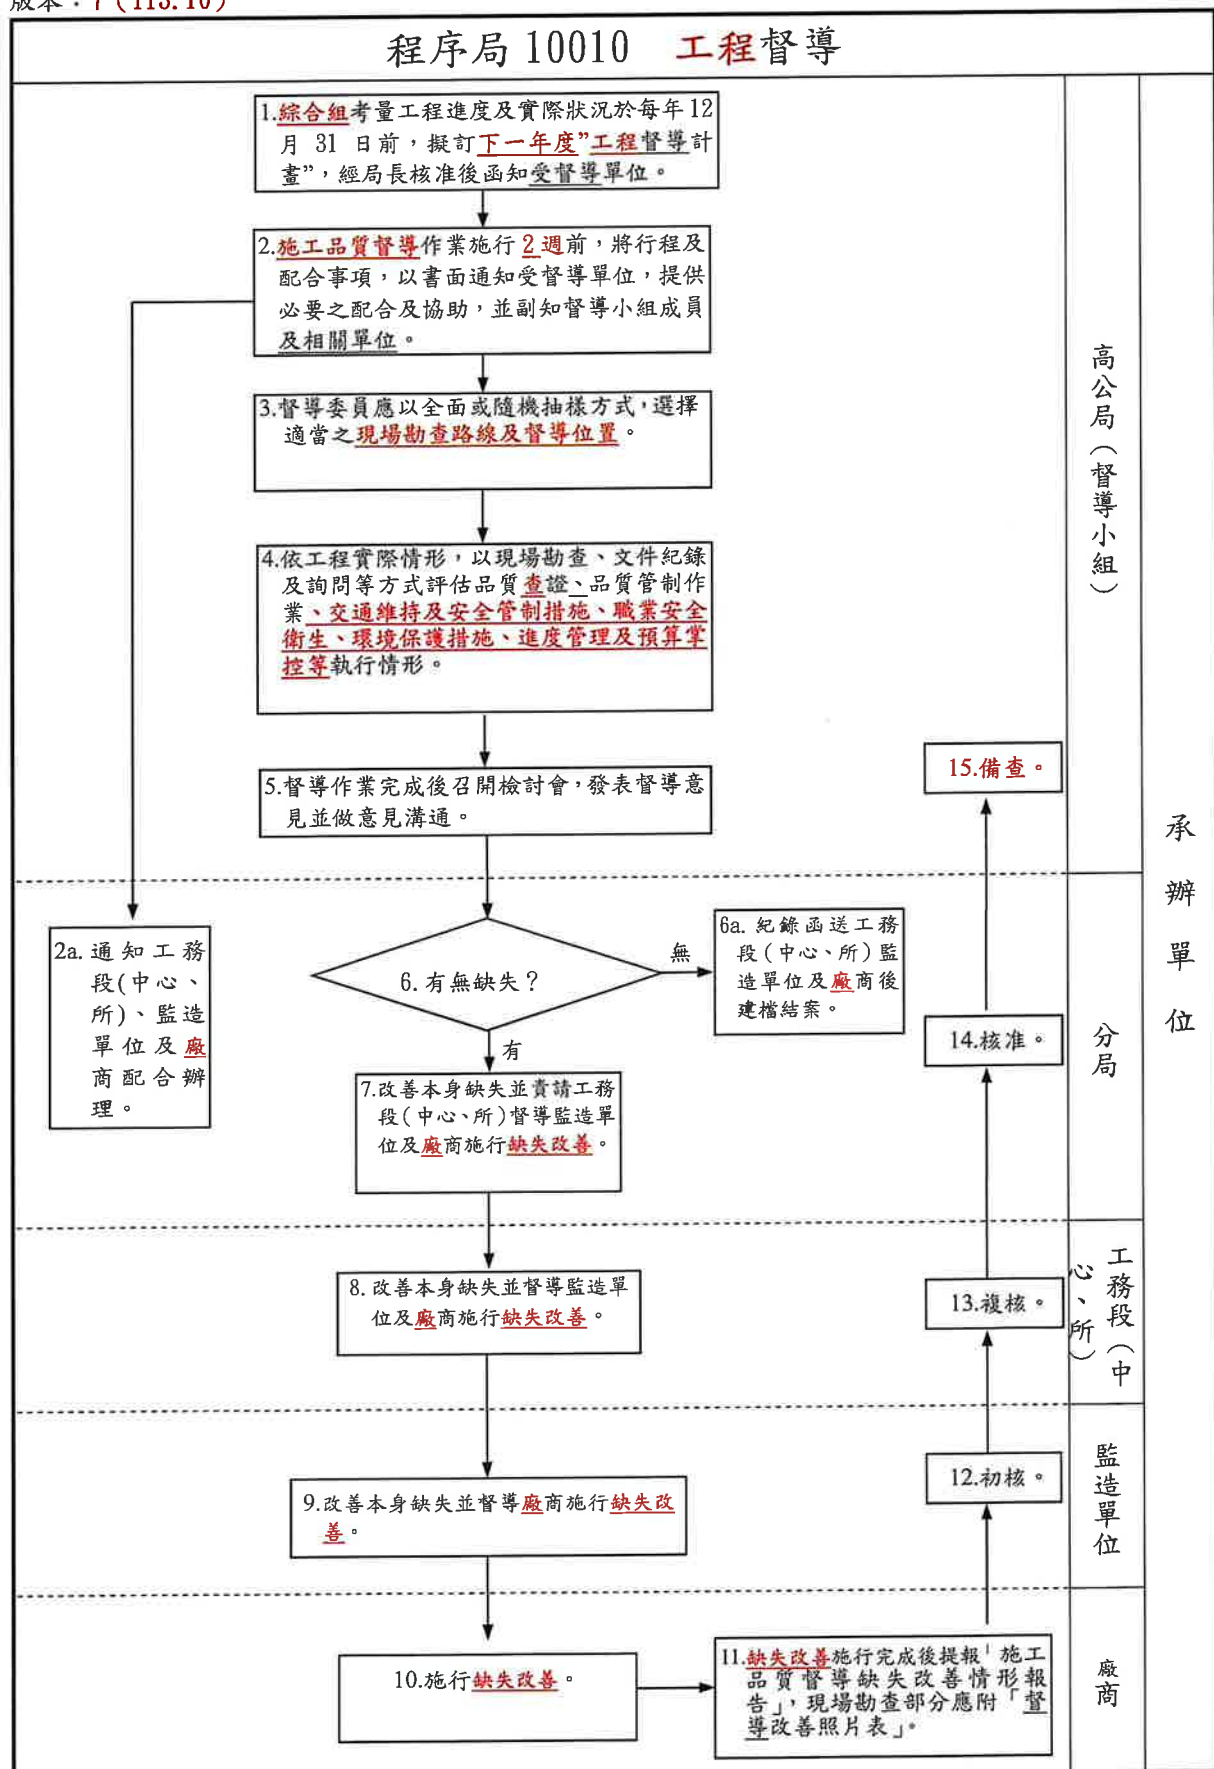 版本：7(113.10)
程序局 10010 工程督導
1.綜合組考量工程進度及實際狀況於每年12
月 31 日前，擬訂下一年度”工程督導計
畫”，經局長核准後函知受督導單位。
2.施工品質督導作業施行2週前，將行程及
配合事項，以書面通知受督導單位，提供
必要之配合及協助，並副知督導小組成員
及相關單位。
3.督導委員應以全面或隨機抽樣方式，選擇
適當之現場勘查路線及督導位置。
4.依工程實際情形，以現場勘查、文件紀錄
及詢問等方式評估品質查證、品質管制作
業、交通維持及安全管制措施、職業安全
衛生、環境保護措施、進度管理及預算掌
控等執行情形。
5.督導作業完成後召開檢討會，發表督導意
見並做意見溝通。
15.備查。
高公局（督導小組）
承辦單位
2a.通知工務
段(中心、
所)、監造
單位及廠
商配合辦
理。
6.有無缺失？
無
有
6a.紀錄函送工務
段(中心、所)監
造單位及廠商後
建檔結案。
7.改善本身缺失並責請工務
段(中心、所)督導監造單
位及廠商施行缺失改善。
14.核准。
分局
8.改善本身缺失並督導監造單
位及廠商施行缺失改善。
13.複核。
工務段（中
心、所）
9.改善本身缺失並督導廠商施行缺失改
善。
12.初核。
監造單位
10.施行缺失改善。
11.缺失改善施行完成後提報「施工
品質督導缺失改善情形報
告」，現場勘查部分應附「督
導改善照片表」。
廠商